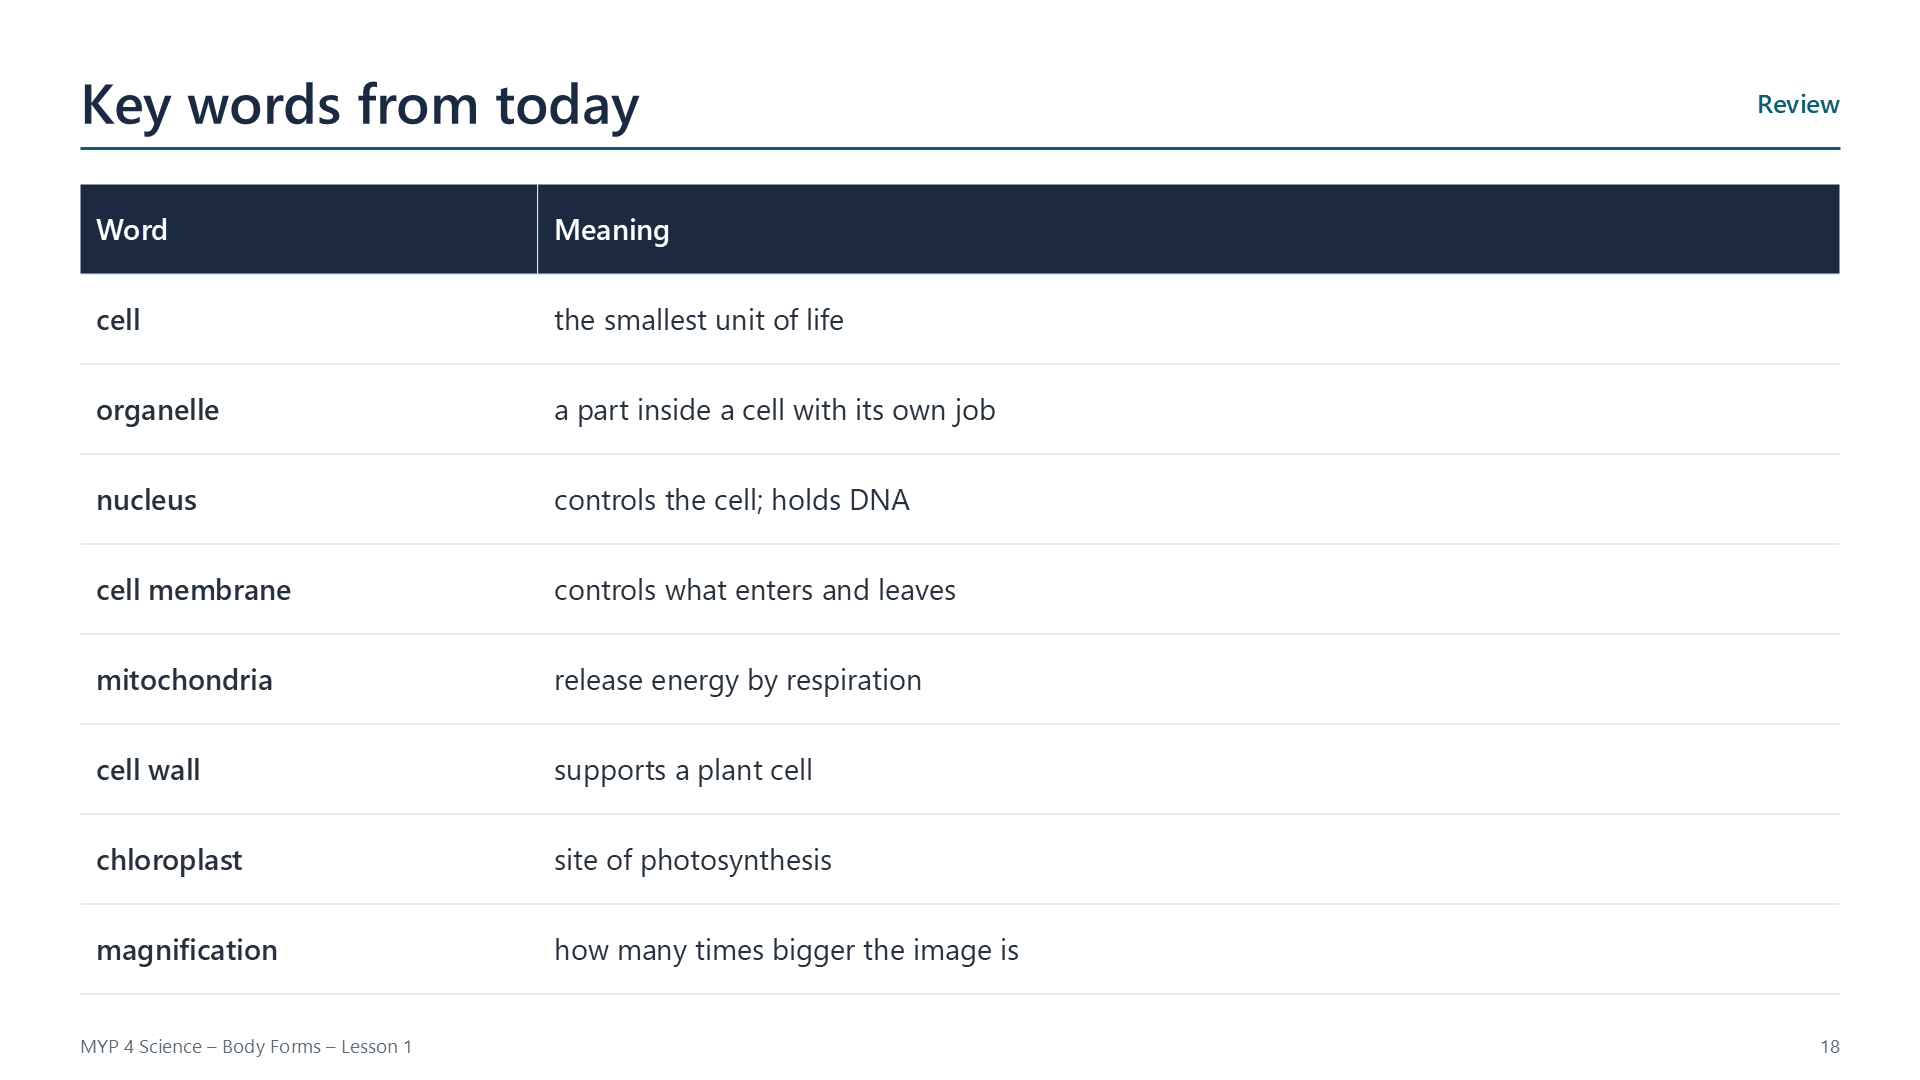 Key words from today
Review
Word Meaning
cell the smallest unit of life
organelle a part inside a cell with its own job
nucleus controls the cell; holds DNA
cell membrane controls what enters and leaves
mitochondria release energy by respiration
cell wall supports a plant cell
chloroplast site of photosynthesis
magnification how many times bigger the image is
MYP 4 Science – Body Forms – Lesson 1
18